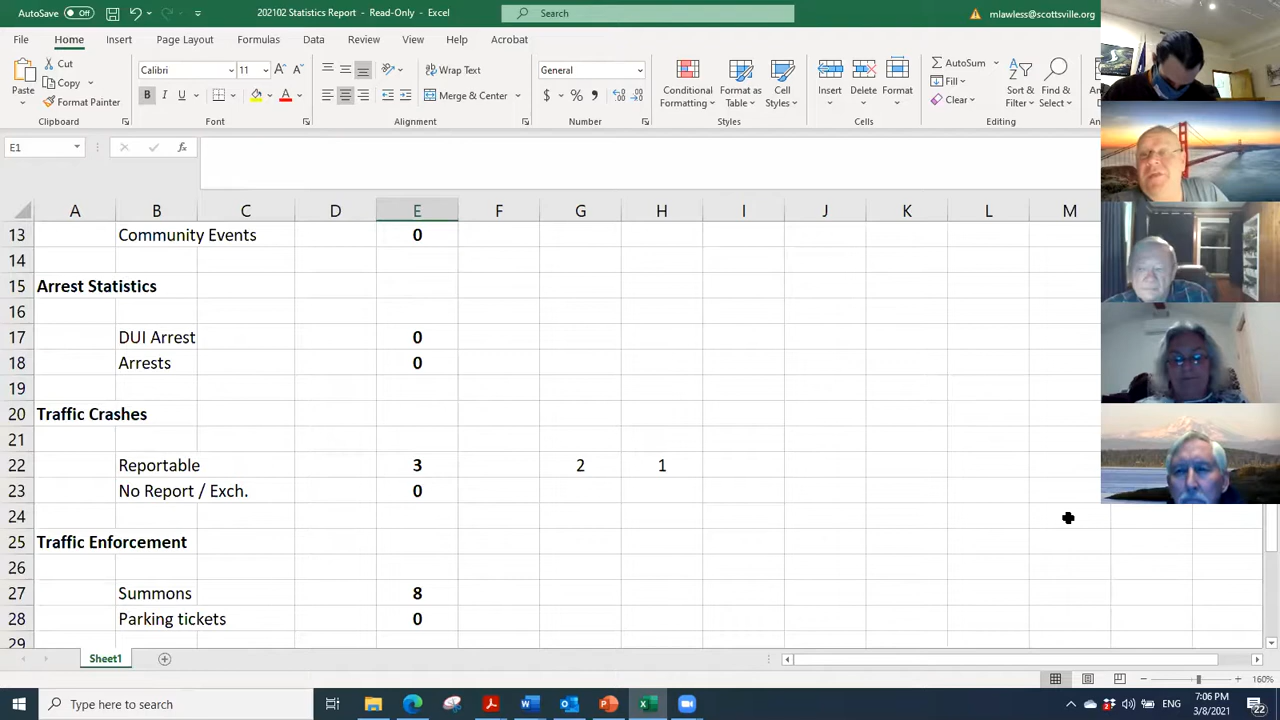 AutoSave Off 202102 Statistics Report - Read-Only - Excel Search mlawless@scottsville.org
File Home Insert Page Layout Formulas Data Review View Help Acrobat
Paste Cut Copy Format Painter
Calibri 11 A A B I U A
Wrap Text Merge & Center
General $ % ,
Conditional Formatting Format as Table Cell Styles
Insert Delete Format
AutoSum Fill Clear Sort & Filter Find & Select
Clipboard Font Alignment Number Styles Cells Editing
E1 fx
A B C D E F G H I J K L M
13 Community Events 0
14
15 Arrest Statistics
16
17 DUI Arrest 0
18 Arrests 0
19
20 Traffic Crashes
21
22 Reportable 3 2 1
23 No Report / Exch. 0
24
25 Traffic Enforcement
26
27 Summons 8
28 Parking tickets 0
29
Sheet1
160%
Type here to search
ENG 7:06 PM
3/8/2021
22